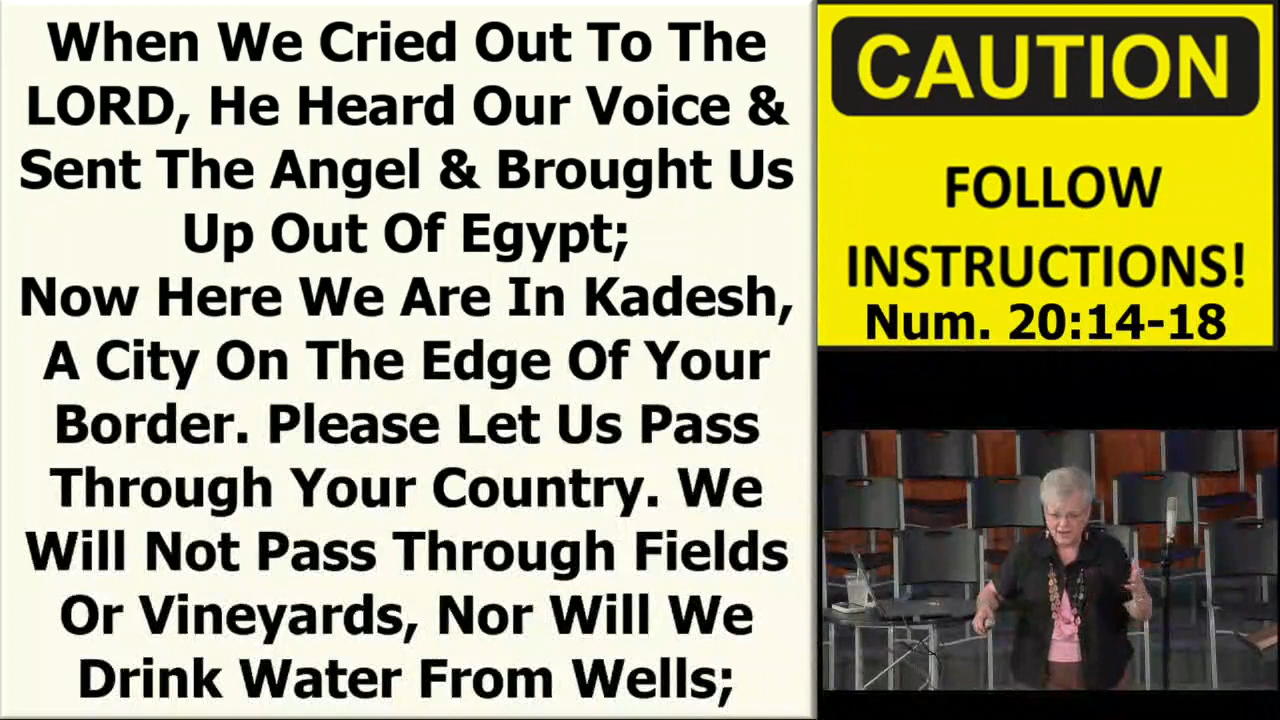 When We Cried Out To The
LORD, He Heard Our Voice &
Sent The Angel & Brought Us
Up Out Of Egypt;
Now Here We Are In Kadesh,
A City On The Edge Of Your
Border. Please Let Us Pass
Through Your Country. We
Will Not Pass Through Fields
Or Vineyards, Nor Will We
Drink Water From Wells;
CAUTION
FOLLOW
INSTRUCTIONS!
Num. 20:14-18